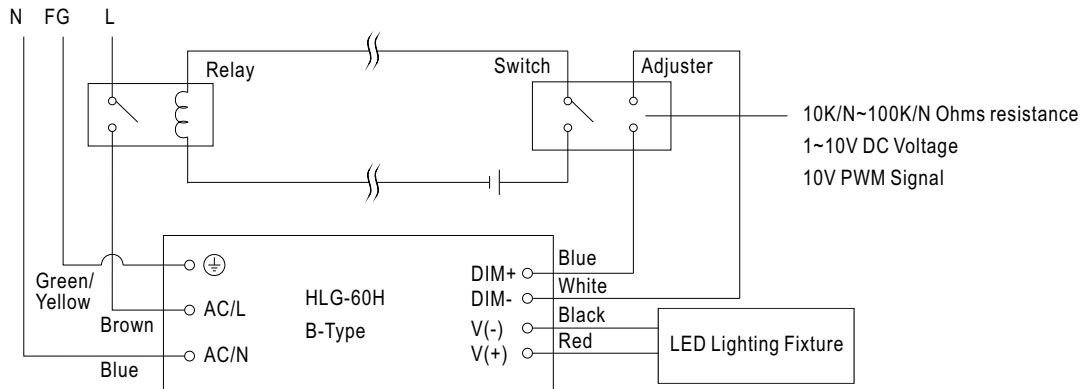 N FG L
Relay
Switch
Adjuster
10K/N~100K/N Ohms resistance
1~10V DC Voltage
10V PWM Signal
Green/
Yellow
Brown
Blue
AC/L
AC/N
HLG-60H
B-Type
DIM+
DIM-
V(-)
V(+)
Blue
White
Black
Red
LED Lighting Fixture